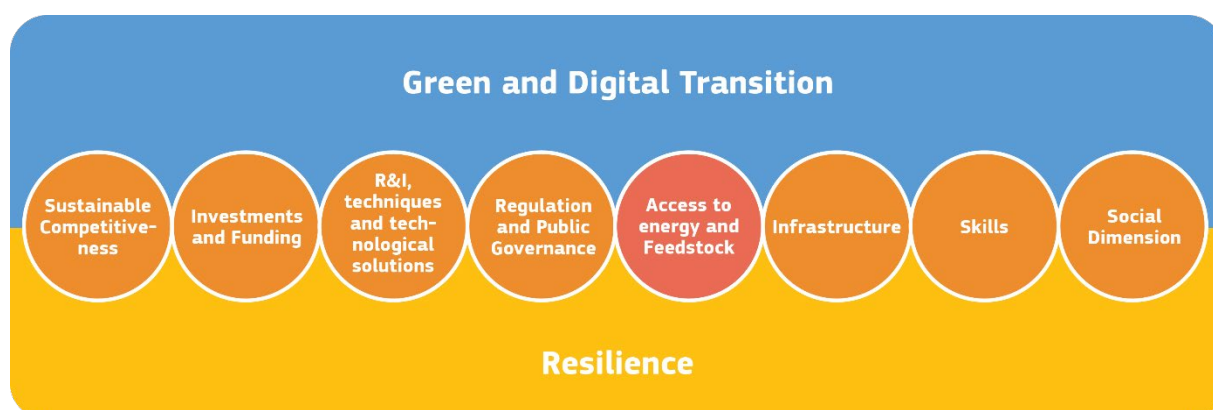 Green and Digital Transition
Sustainable
Competitive-
ness
Investments
and Funding
R&I,
techniques
and tech-
nological
solutions
Regulation
and Public
Governance
Access to
energy and
Feedstock
Infrastructure
Skills
Social
Dimension
Resilience